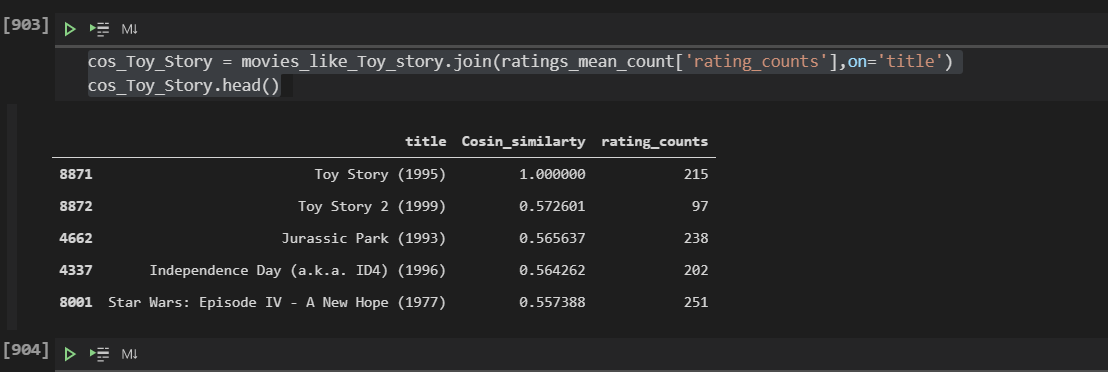 [903]
M↓
cos_Toy_Story = movies_like_Toy_story.join(ratings_mean_count['rating_counts'],on='title')
cos_Toy_Story.head()
title Cosin_similarty rating_counts
8871 Toy Story (1995) 1.000000 215
8872 Toy Story 2 (1999) 0.572601 97
4662 Jurassic Park (1993) 0.565637 238
4337 Independence Day (a.k.a. ID4) (1996) 0.564262 202
8001 Star Wars: Episode IV - A New Hope (1977) 0.557388 251
[904]
M↓